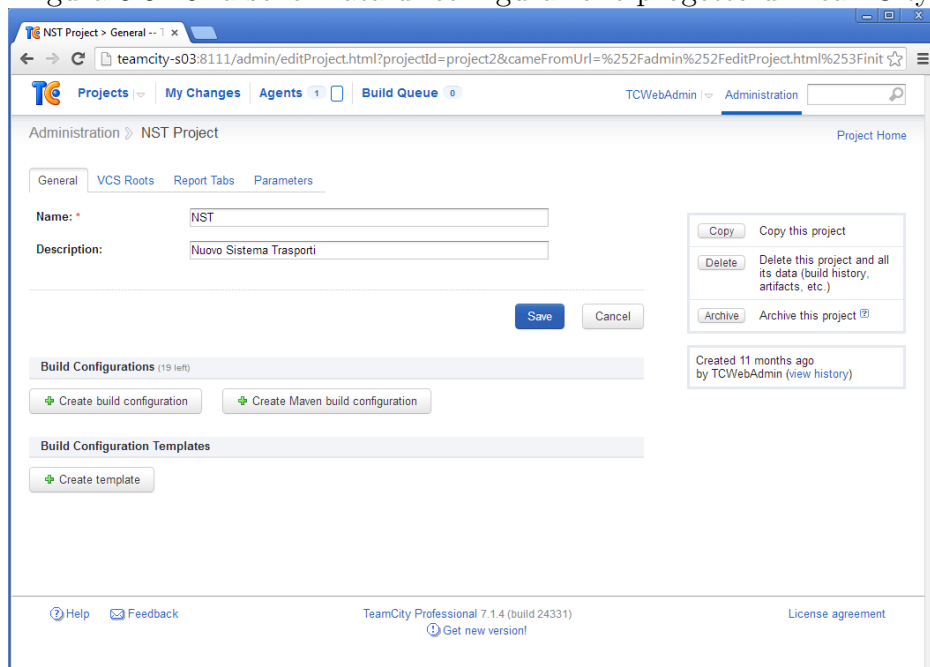 NST Project > General -- T ×
teamcity-s03:8111/admin/editProject.html?projectId=project2&cameFromUrl=%252Fadmin%252FeditProject.html%253Finit
TC Projects My Changes Agents 1 Build Queue 0 TCWebAdmin Administration
Administration NST Project Project Home
General VCS Roots Report Tabs Parameters
Name: * NST
Description: Nuovo Sistema Trasporti
Save Cancel
Copy Copy this project
Delete Delete this project and all
its data (build history,
artifacts, etc.)
Archive Archive this project ?
Created 11 months ago
by TCWebAdmin (view history)
Build Configurations (19 left)
Create build configuration Create Maven build configuration
Build Configuration Templates
Create template
Help Feedback TeamCity Professional 7.1.4 (build 24331) License agreement
Get new version!